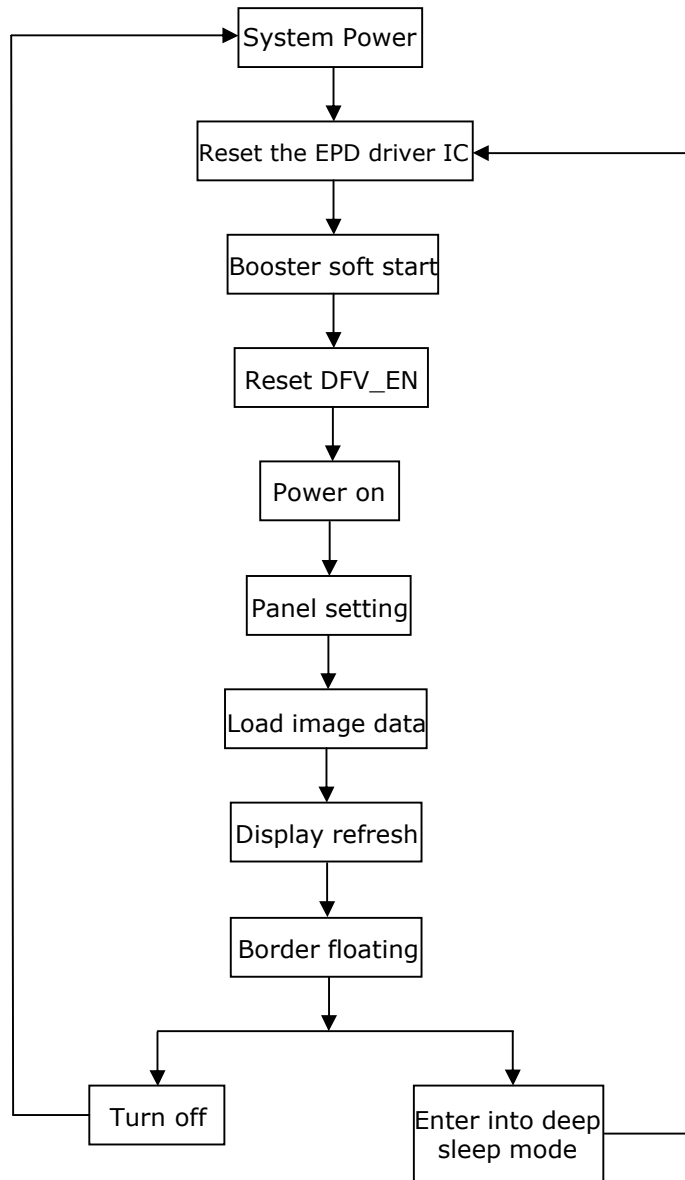 System Power
Reset the EPD driver IC
Booster soft start
Reset DFV_EN
Power on
Panel setting
Load image data
Display refresh
Border floating
Turn off
Enter into deep
sleep mode